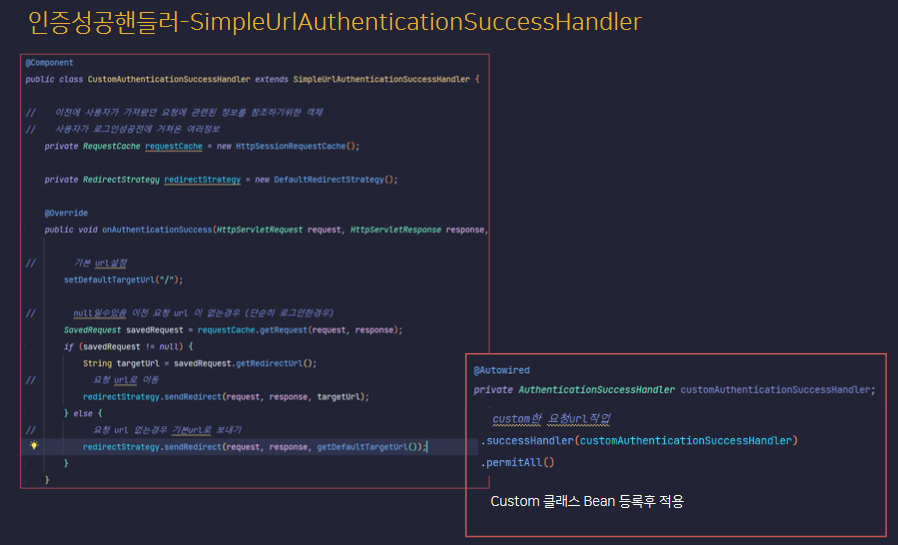 인증성공핸들러-SimpleUrlAuthenticationSuccessHandler
@Component
public class CustomAuthenticationSuccessHandler extends SimpleUrlAuthenticationSuccessHandler {
// 이전에 사용자가 가져왔던 요청에 관련된 정보를 참조하기위한 객체
// 사용자가 로그인성공전에 거쳐온 여러정보
private RequestCache requestCache = new HttpSessionRequestCache();
private RedirectStrategy redirectStrategy = new DefaultRedirectStrategy();
@Override
public void onAuthenticationSuccess(HttpServletRequest request, HttpServletResponse response,
// 기본 url설정
setDefaultTargetUrl("/");
// null일수있음 이전 요청 url 이 없는경우 (단순히 로그인한경우)
SavedRequest savedRequest = requestCache.getRequest(request, response);
if (savedRequest != null) {
String targetUrl = savedRequest.getRedirectUrl();
// 요청 url로 이동
redirectStrategy.sendRedirect(request, response, targetUrl);
} else {
// 요청 url 없는경우 기본url로 보내기
redirectStrategy.sendRedirect(request, response, getDefaultTargetUrl());
}
}
@Autowired
private AuthenticationSuccessHandler customAuthenticationSuccessHandler;
custom한 요청url작업
.successHandler(customAuthenticationSuccessHandler)
.permitAll()
Custom 클래스 Bean 등록후 적용